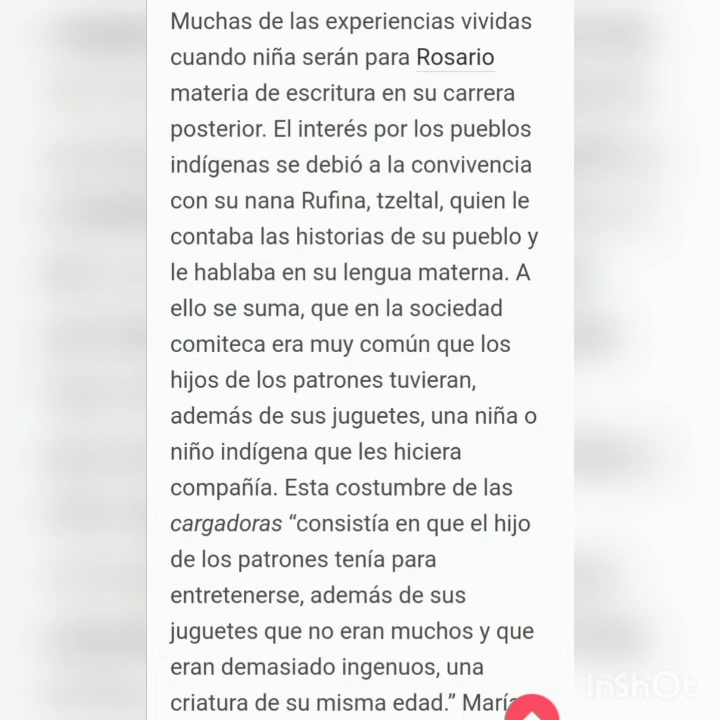 Muchas de las experiencias vividas
cuando niña serán para Rosario
materia de escritura en su carrera
posterior. El interés por los pueblos
indígenas se debió a la convivencia
con su nana Rufina, tzeltal, quien le
contaba las historias de su pueblo y
le hablaba en su lengua materna. A
ello se suma, que en la sociedad
comiteca era muy común que los
hijos de los patrones tuvieran,
además de sus juguetes, una niña o
niño indígena que les hiciera
compañía. Esta costumbre de las
cargadoras “consistía en que el hijo
de los patrones tenía para
entretenerse, además de sus
juguetes que no eran muchos y que
eran demasiado ingenuos, una
criatura de su misma edad.” María
InShOt